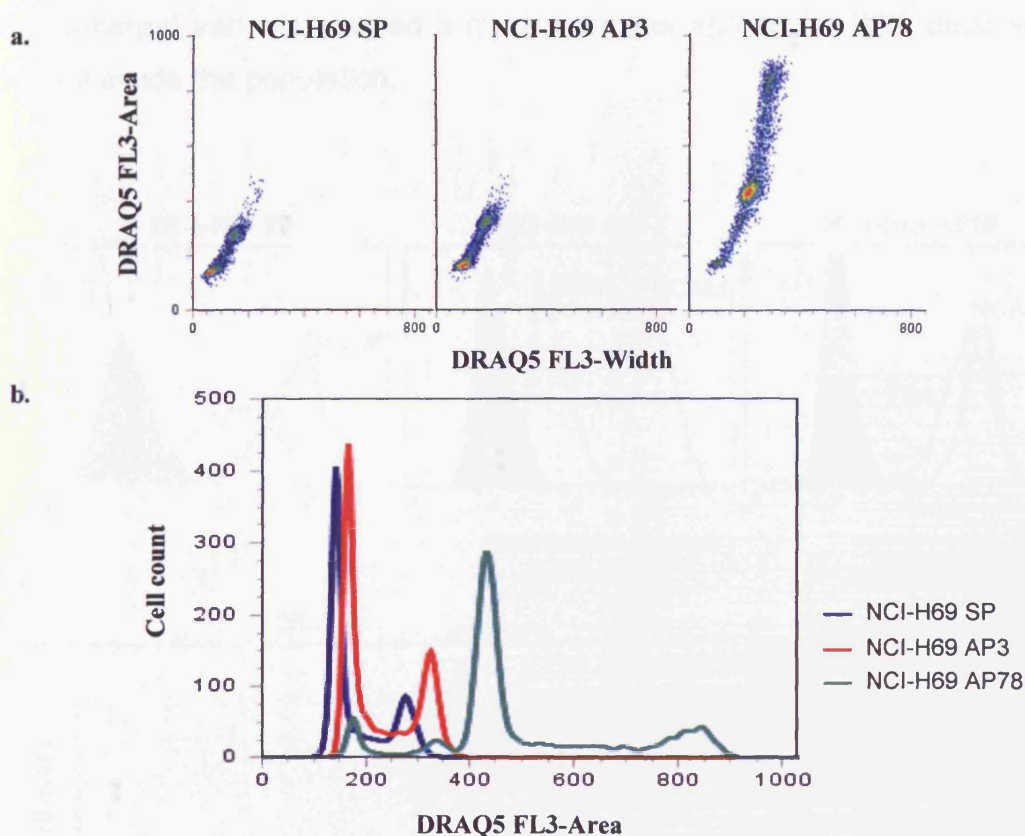 a.
1000
NCI-H69 SP
NCI-H69 AP3
NCI-H69 AP78
DRAQ5 FL3-Area
0
0
800
0
800
0
800
DRAQ5 FL3-Width
b.
500
400
300
200
100
0
Cell count
0
200
400
600
800
1000
DRAQ5 FL3-Area
NCI-H69 SP
NCI-H69 AP3
NCI-H69 AP78